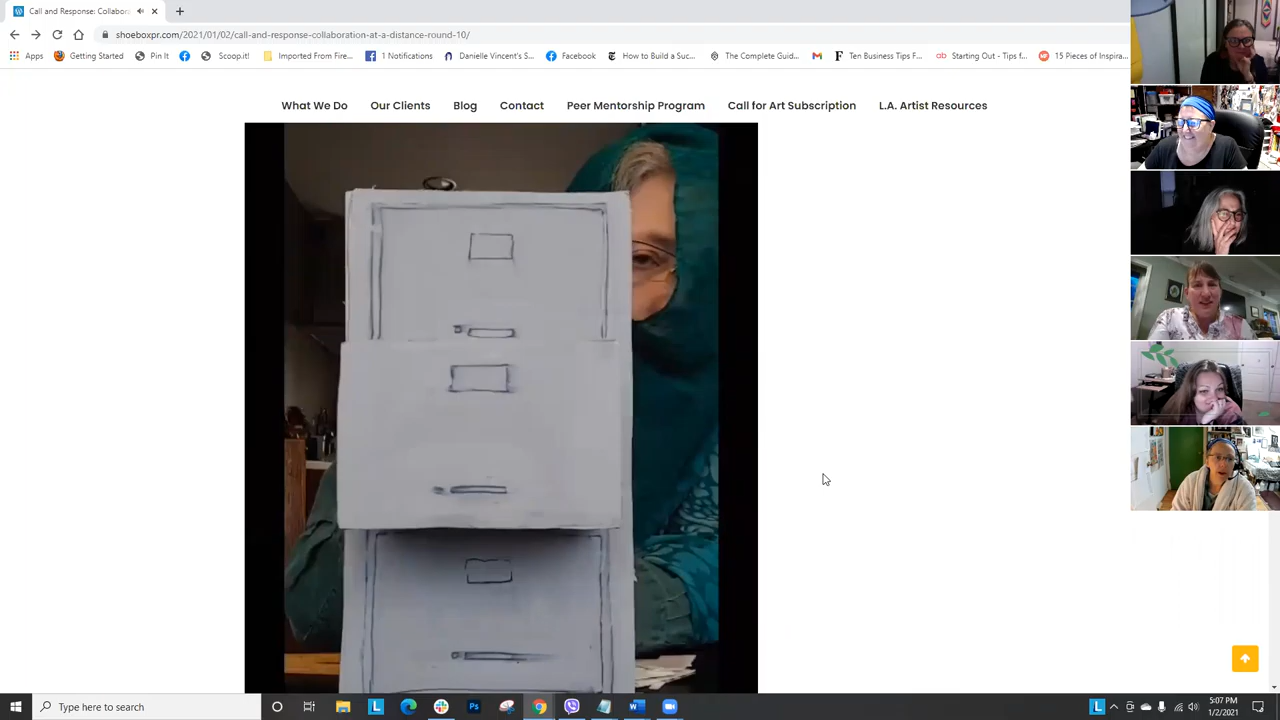 Call and Response: Collabora
shoeboxpr.com/2021/01/02/call-and-response-collaboration-at-a-distance-round-10/
Apps Getting Started Pin It Scoop.it! Imported From Fire... 1 Notifications Danielle Vincent's S... Facebook How to Build a Suc... The Complete Guid... Ten Business Tips F... Starting Out - Tips f... 15 Pieces of Inspira...
What We Do Our Clients Blog Contact Peer Mentorship Program Call for Art Subscription L.A. Artist Resources
Type here to search
5:07 PM
1/2/2021